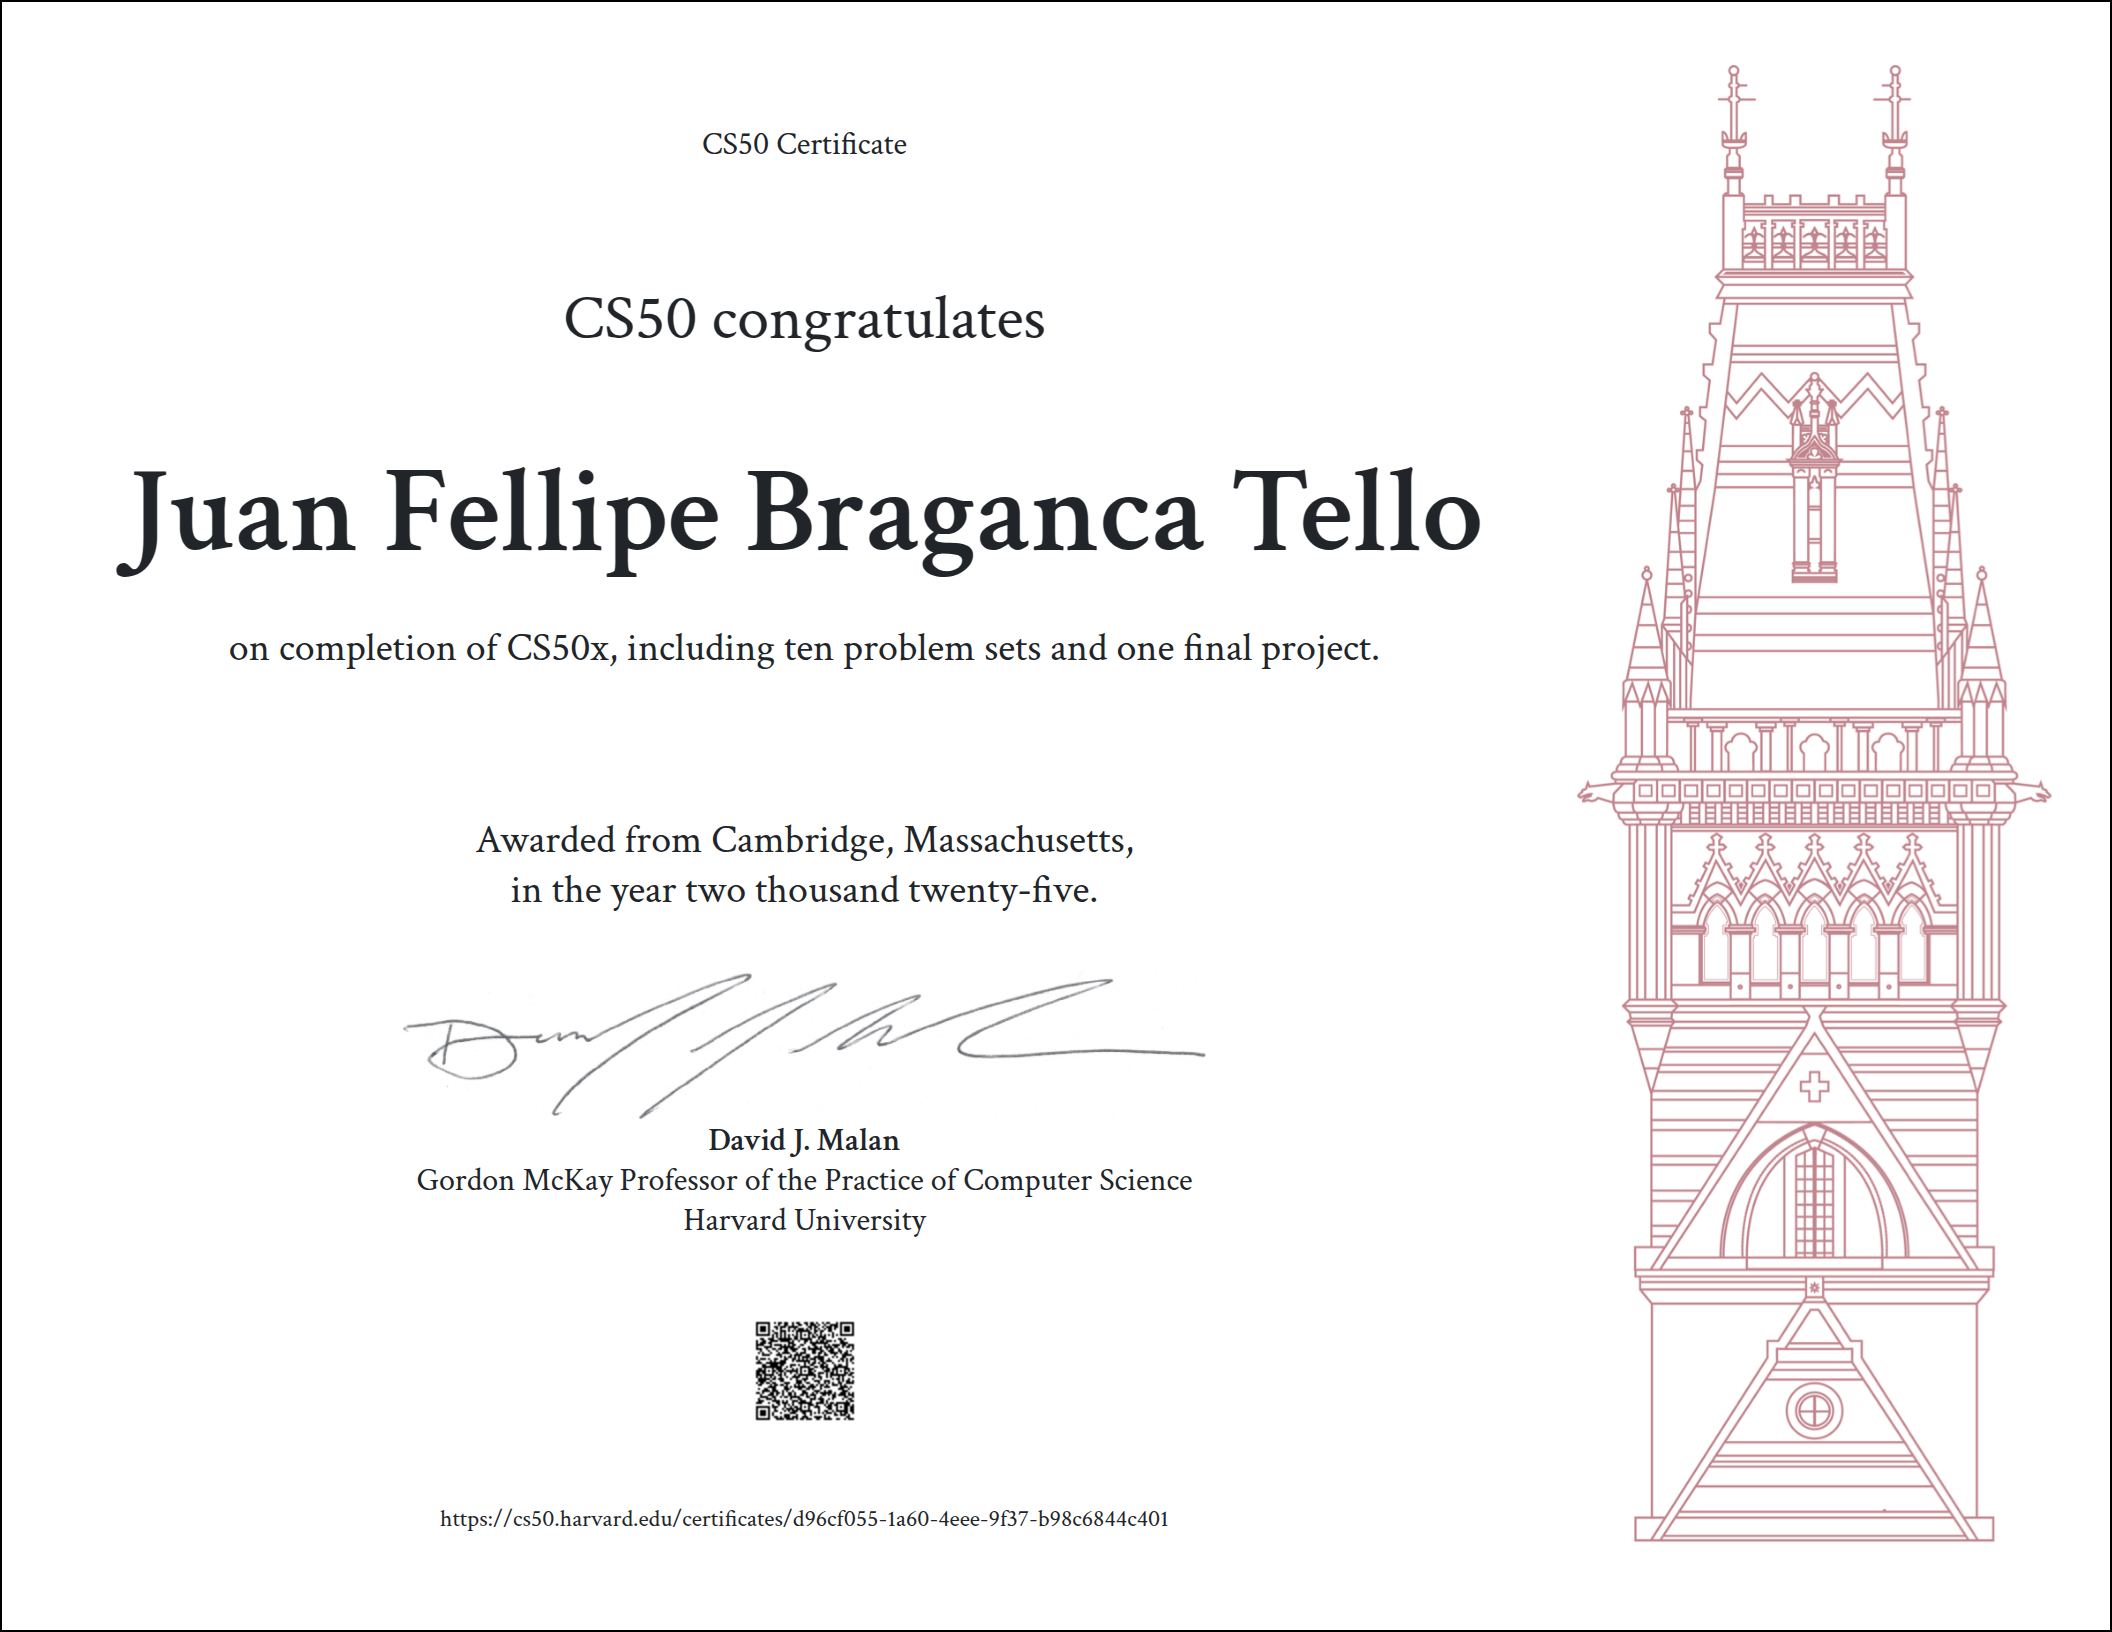 CS50 Certificate
CS50 congratulates
Juan Fellipe Braganca Tello
on completion of CS50x, including ten problem sets and one final project.
Awarded from Cambridge, Massachusetts,
in the year two thousand twenty-five.
David J. Malan
Gordon McKay Professor of the Practice of Computer Science
Harvard University
https://cs50.harvard.edu/certificates/d96cf055-1a60-4eee-9f37-b98c6844c401